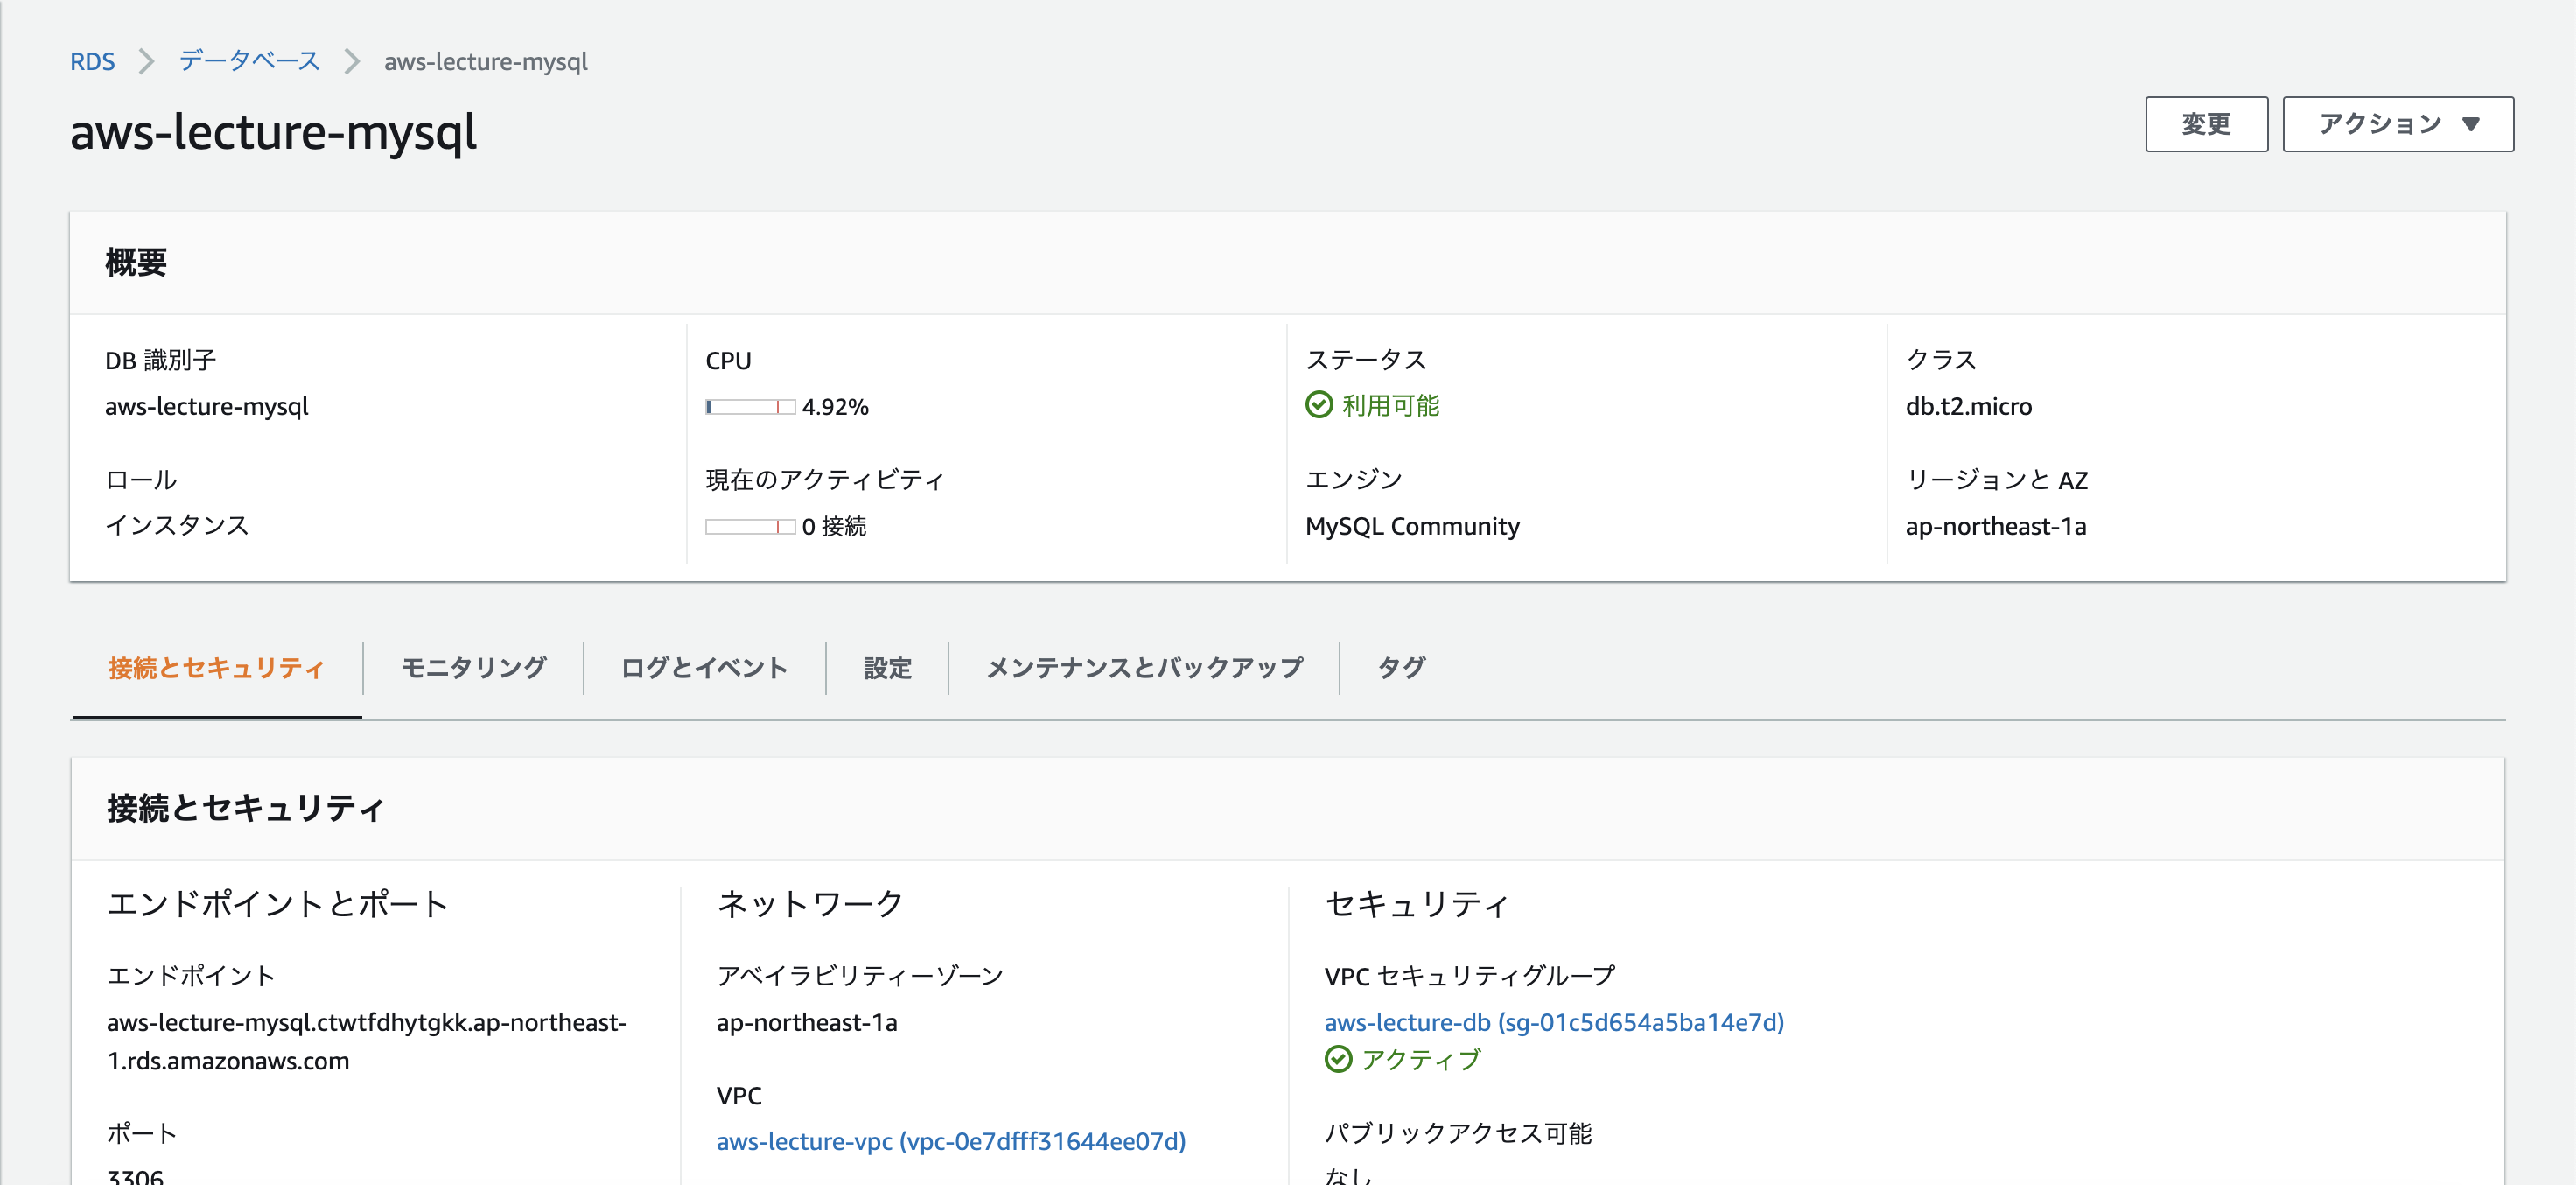 RDS > データベース > aws-lecture-mysql
aws-lecture-mysql
変更
アクション ▼
概要
DB 識別子
aws-lecture-mysql
CPU
4.92%
ステータス
利用可能
クラス
db.t2.micro
ロール
インスタンス
現在のアクティビティ
0 接続
エンジン
MySQL Community
リージョンと AZ
ap-northeast-1a
接続とセキュリティ
モニタリング
ログとイベント
設定
メンテナンスとバックアップ
タグ
接続とセキュリティ
エンドポイントとポート
エンドポイント
aws-lecture-mysql.ctwtfdhytgkk.ap-northeast-
1.rds.amazonaws.com
ポート
3306
ネットワーク
アベイラビリティーゾーン
ap-northeast-1a
VPC
aws-lecture-vpc (vpc-0e7dfff31644ee07d)
セキュリティ
VPC セキュリティグループ
aws-lecture-db (sg-01c5d654a5ba14e7d)
アクティブ
パブリックアクセス可能
なし